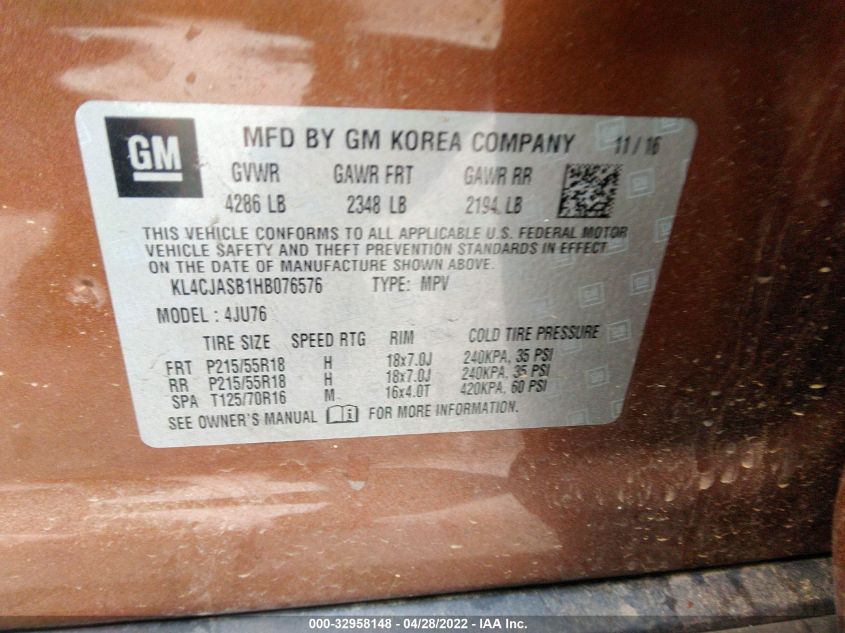 GM MFD BY GM KOREA COMPANY 11/16
GVWR GAWR FRT GAWR RR
4286 LB 2348 LB 2194 LB
THIS VEHICLE CONFORMS TO ALL APPLICABLE U.S. FEDERAL MOTOR
VEHICLE SAFETY AND THEFT PREVENTION STANDARDS IN EFFECT
ON THE DATE OF MANUFACTURE SHOWN ABOVE.
KL4CJASB1HB076576 TYPE: MPV
MODEL : 4JU76
TIRE SIZE SPEED RTG RIM COLD TIRE PRESSURE
FRT P215/55R18 H 18x7.0J 240KPA, 35 PSI
RR P215/55R18 H 18x7.0J 240KPA, 35 PSI
SPA T125/70R16 M 16x4.0T 420KPA, 60 PSI
SEE OWNER'S MANUAL FOR MORE INFORMATION.
000-32958148 - 04/28/2022 - IAA Inc.